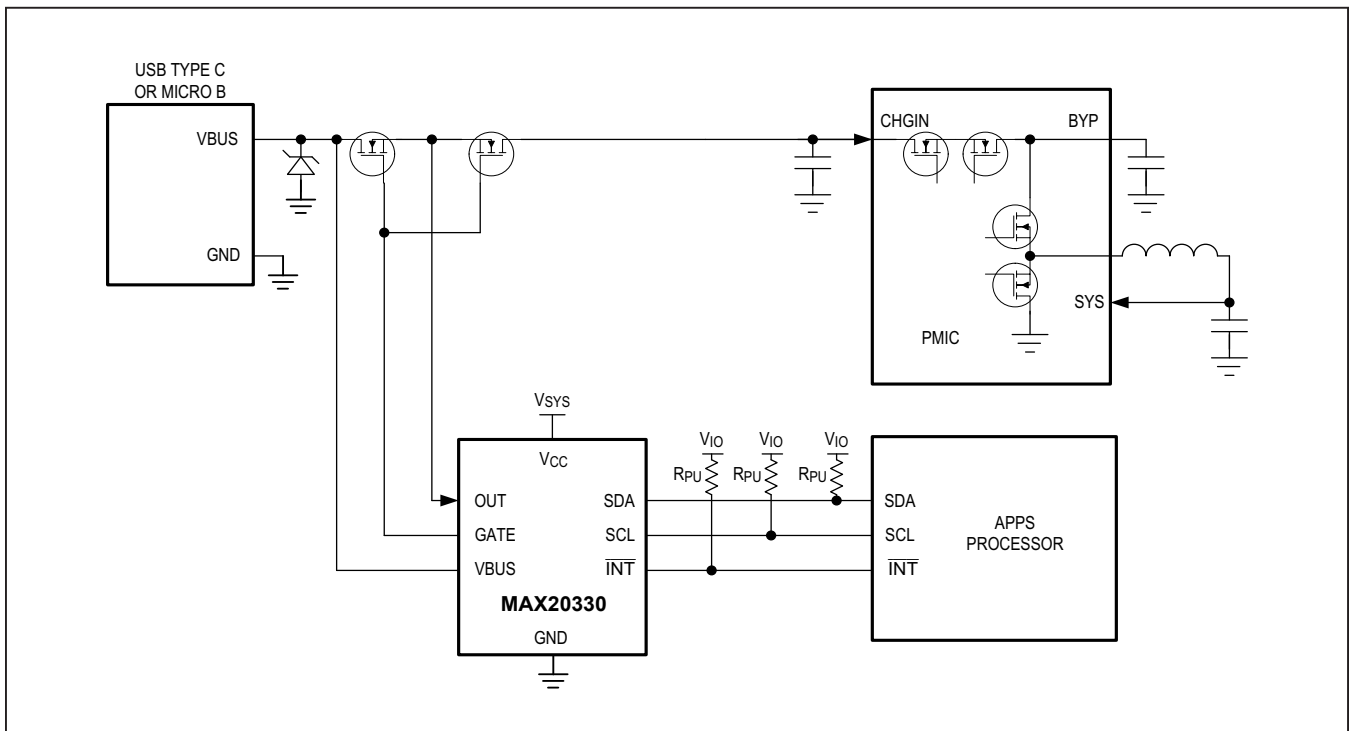 USB TYPE C
OR MICRO B
VBUS
GND
CHGIN
BYP
SYS
PMIC
VSYS
VCC
OUT
GATE
VBUS
SDA
SCL
INT
MAX20330
GND
VIO
VIO
VIO
RPU
RPU
RPU
SDA
SCL
INT
APPS
PROCESSOR